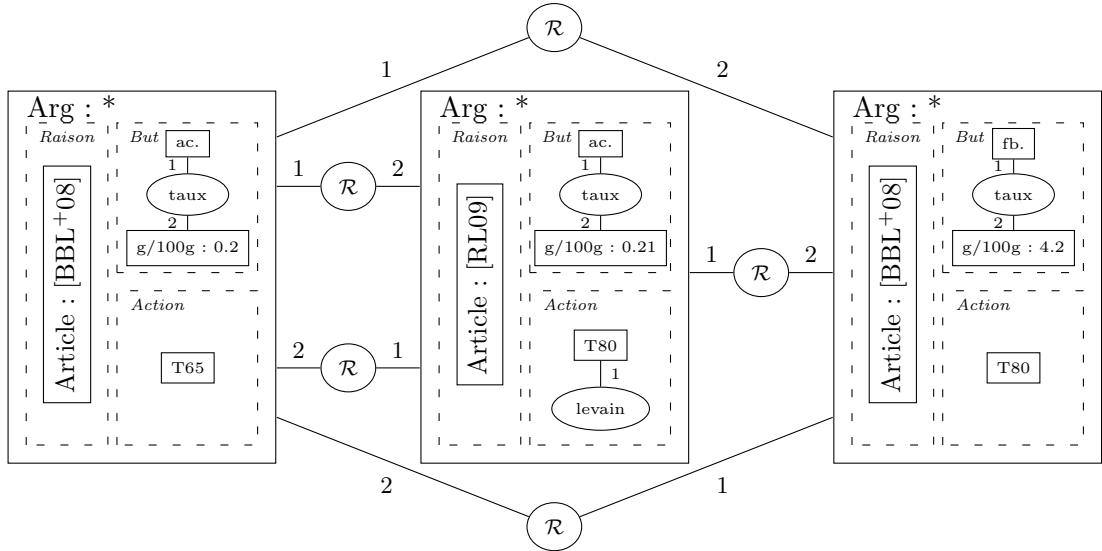 ℛ
1
2
Arg : *
Raison
Article : [BBL⁺08]
But
ac.
1
taux
2
g/100g : 0.2
Action
T65
1
ℛ
2
2
ℛ
1
Arg : *
Raison
Article : [RL09]
But
ac.
1
taux
2
g/100g : 0.21
Action
T80
1
levain
1
ℛ
2
Arg : *
Raison
Article : [BBL⁺08]
But
fb.
1
taux
2
g/100g : 4.2
Action
T80
2
1
ℛ